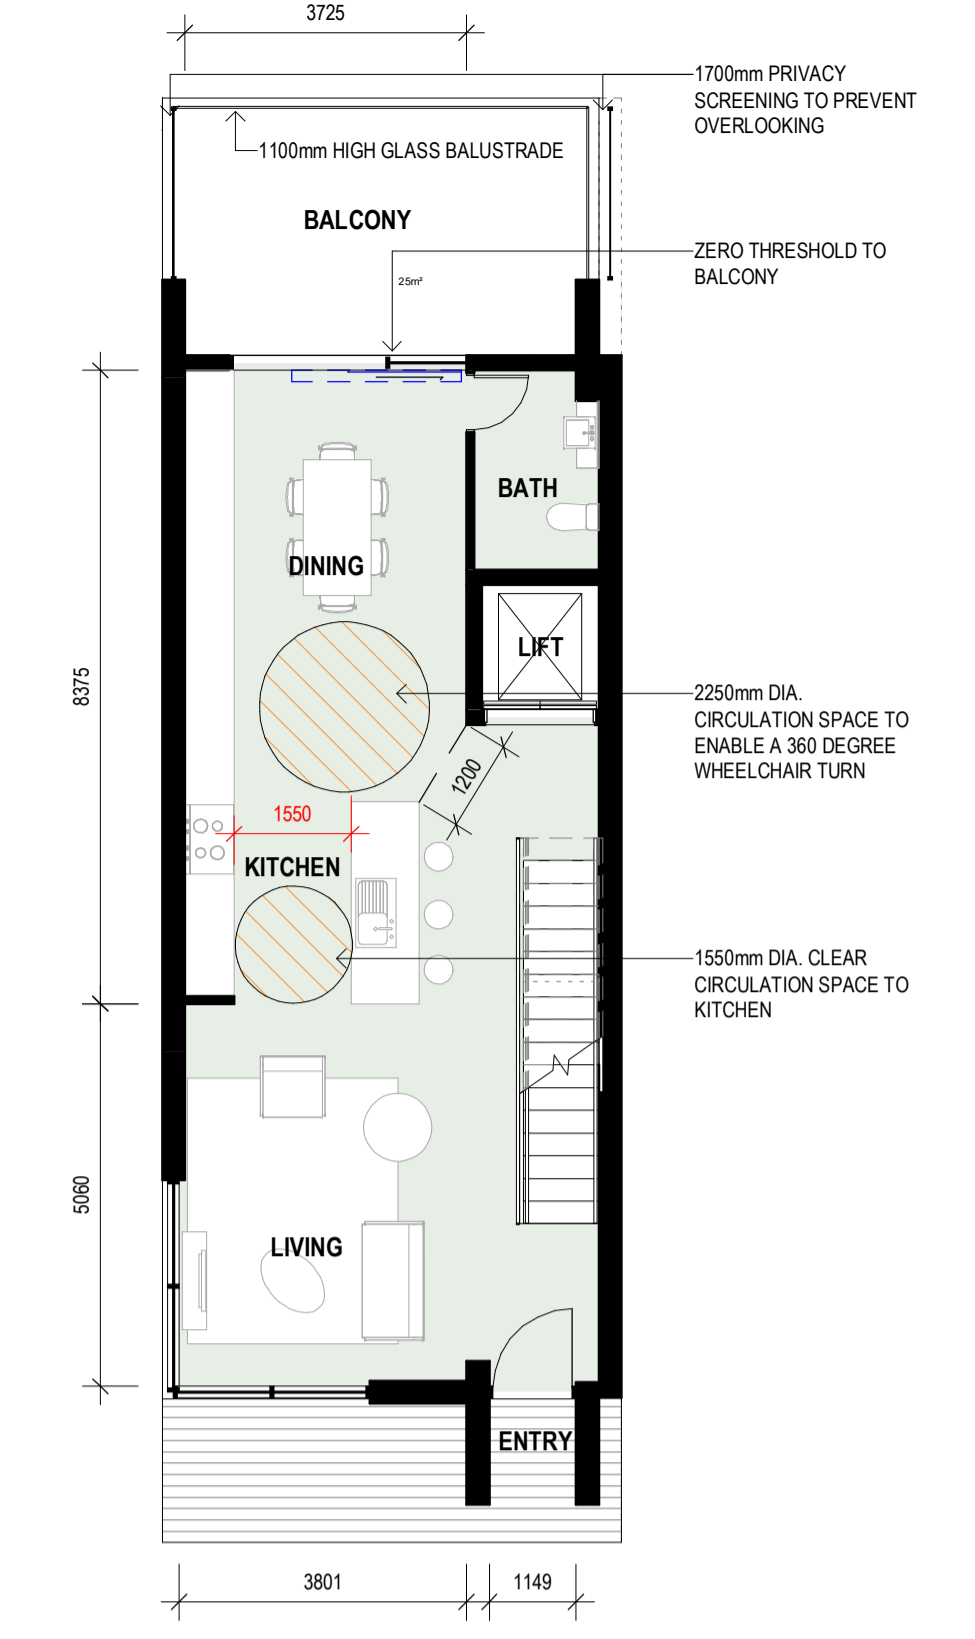 3725
1700mm PRIVACY
SCREENING TO PREVENT
OVERLOOKING
1100mm HIGH GLASS BALUSTRADE
BALCONY
ZERO THRESHOLD TO
BALCONY
25m²
BATH
DINING
LIFT
8375
2250mm DIA.
CIRCULATION SPACE TO
ENABLE A 360 DEGREE
WHEELCHAIR TURN
1200
1550
KITCHEN
1550mm DIA. CLEAR
CIRCULATION SPACE TO
KITCHEN
5060
LIVING
ENTRY
3801
1149